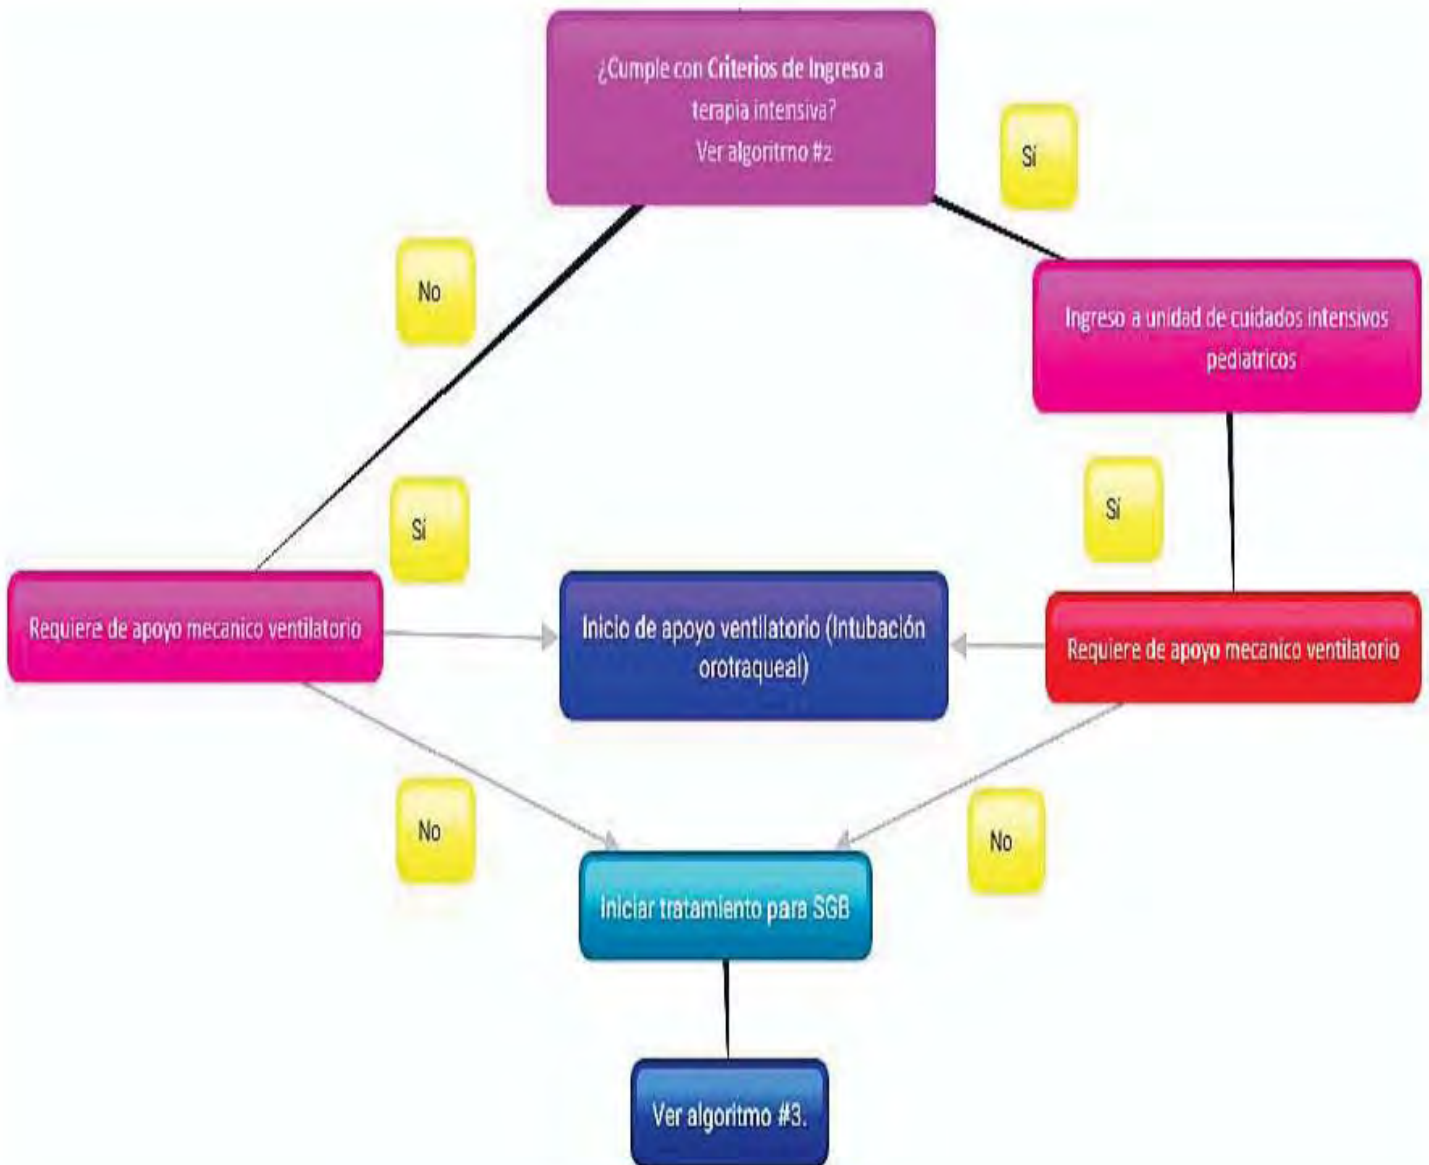 ¿Cumple con Criterios de Ingreso a
terapia intensiva?
Ver algoritmo #2
Sí
No
Ingreso a unidad de cuidados intensivos
pediatricos
Sí
Sí
Requiere de apoyo mecanico ventilatorio
Inicio de apoyo ventilatorio (Intubación
orotraqueal)
Requiere de apoyo mecanico ventilatorio
No
No
Iniciar tratamiento para SGB
Ver algoritmo #3.